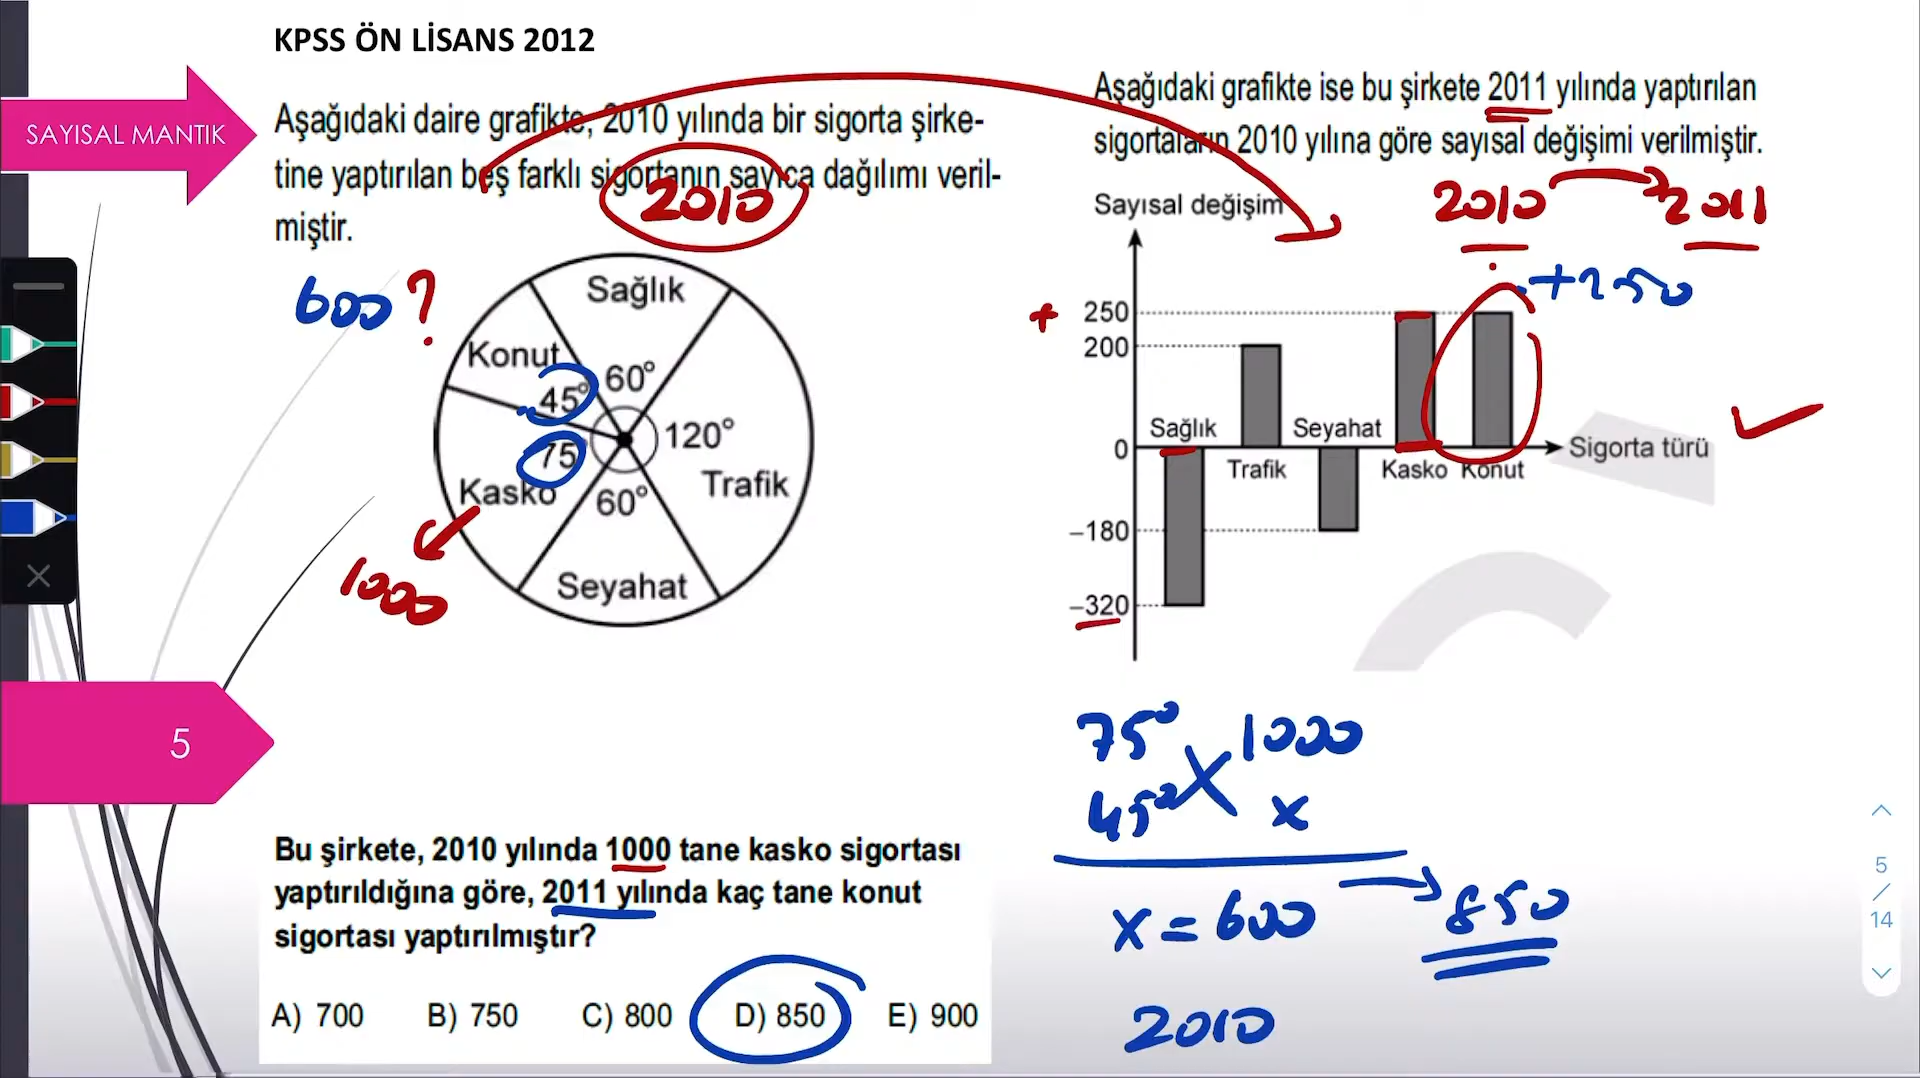 KPSS ÖN LİSANS 2012
SAYISAL MANTIK
Aşağıdaki daire grafikte, 2010 yılında bir sigorta şirke-
tine yaptırılan beş farklı sigortanın sayıca dağılımı veril-
miştir.
2010
600 ?
Sağlık
Konut
60°
45°
120°
75
Trafik
Kasko
60°
Seyahat
1000
Aşağıdaki grafikte ise bu şirkete 2011 yılında yaptırılan
sigortaların 2010 yılına göre sayısal değişimi verilmiştir.
Sayısal değişim
2010 2011
+250
+ 250
200
Sağlık Seyahat
0 Sigorta türü
Trafik Kasko Konut
–180
–320
5
75° 1000
45° x
x = 600 850
2010
Bu şirkete, 2010 yılında 1000 tane kasko sigortası
yaptırıldığına göre, 2011 yılında kaç tane konut
sigortası yaptırılmıştır?
A) 700 B) 750 C) 800 D) 850 E) 900
5
/
14